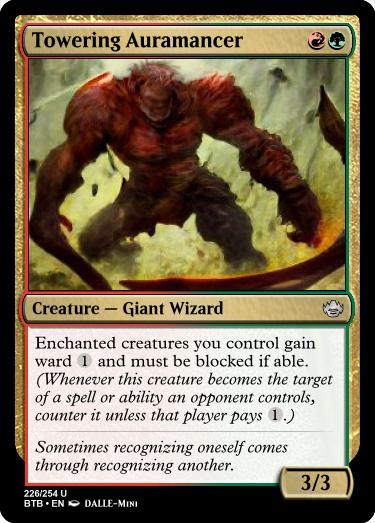 Towering Auramancer
Creature — Giant Wizard
Enchanted creatures you control gain
ward 1 and must be blocked if able.
(Whenever this creature becomes the target
of a spell or ability an opponent controls,
counter it unless that player pays 1.)
Sometimes recognizing oneself comes
through recognizing another.
3/3
226/254 U
BTB • EN DALLE-Mini